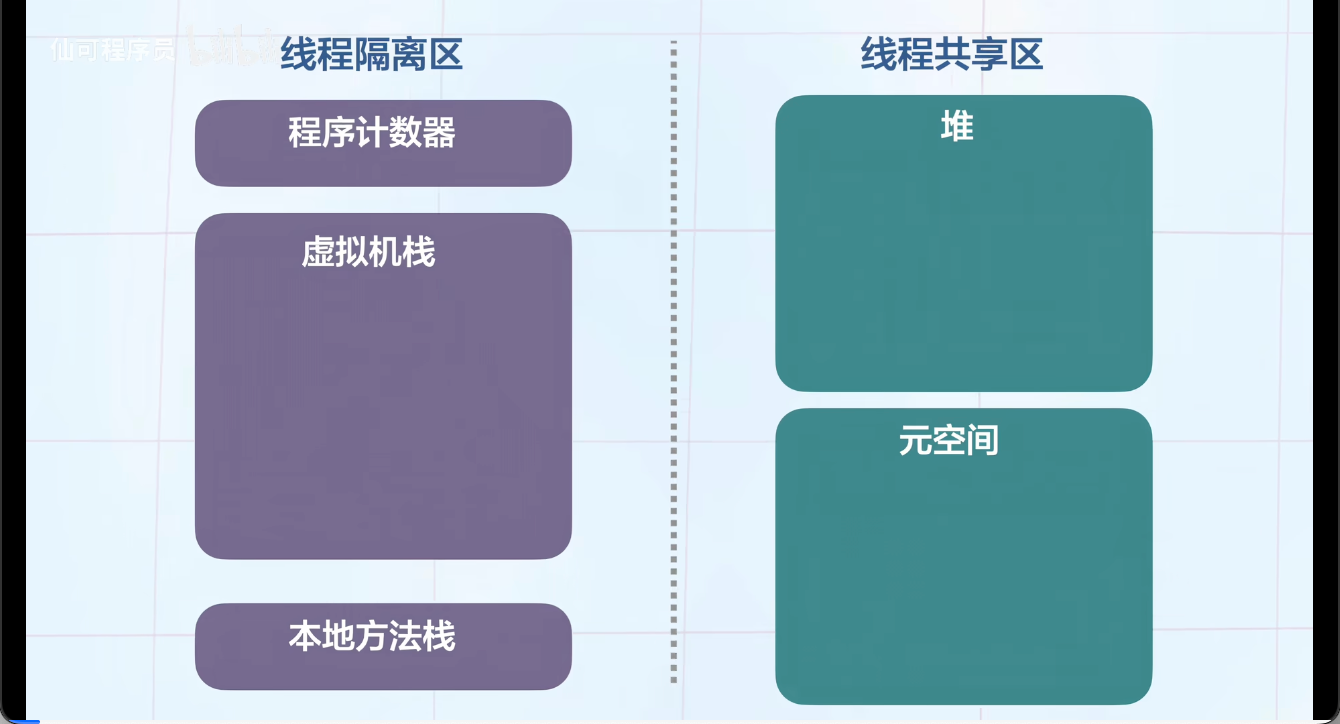 仙可程序员
线程隔离区
线程共享区
程序计数器
堆
虚拟机栈
元空间
本地方法栈